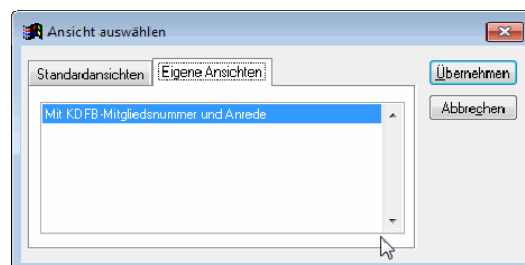 Ansicht auswählen
Standardansichten Eigene Ansichten
Übernehmen
Mit KDFB-Mitgliedsnummer und Anrede
Abbrechen